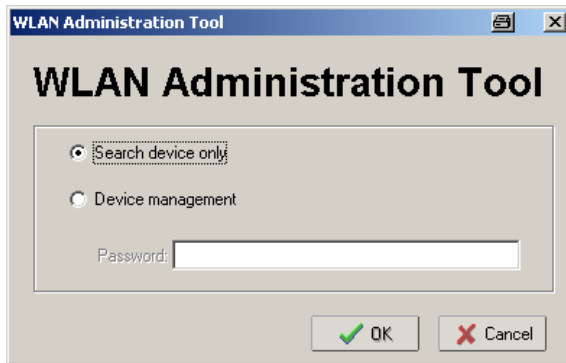 WLAN Administration Tool
WLAN Administration Tool
Search device only
Device management
Password:
OK
Cancel